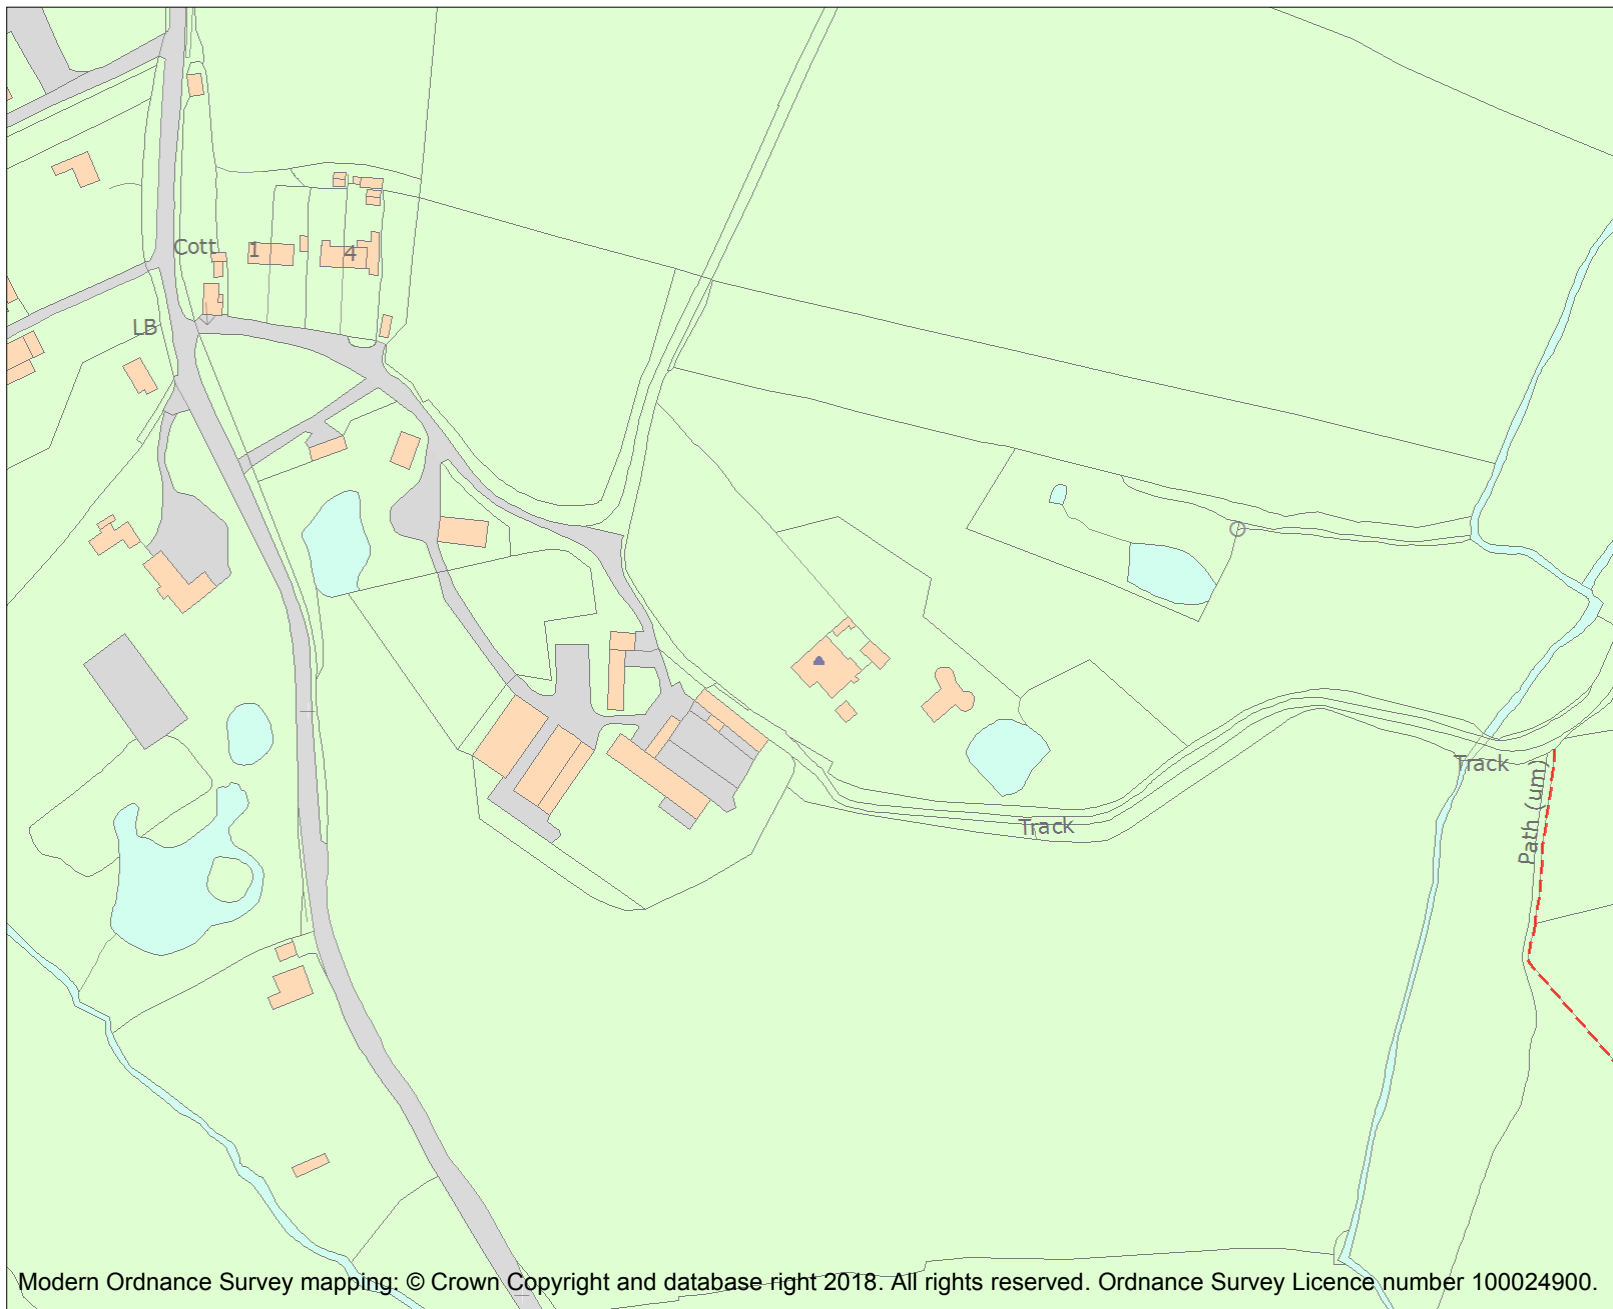 Cott
1
4
LB
Track
Path (um)
Track
Modern Ordnance Survey mapping: © Crown Copyright and database right 2018. All rights reserved. Ordnance Survey Licence number 100024900.